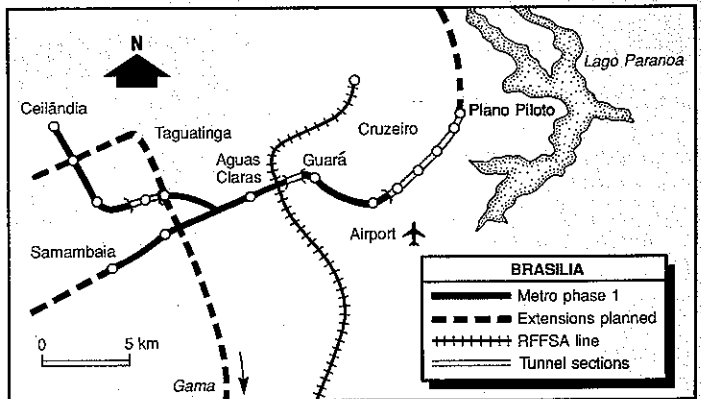 N
Lago Paranoa
Ceilândia
Plano Piloto
Taguatinga
Cruzeiro
Aguas
Claras
Guará
Airport
Samambaia
BRASILIA
Metro phase 1
Extensions planned
RFFSA line
Tunnel sections
0 5 km
Gama